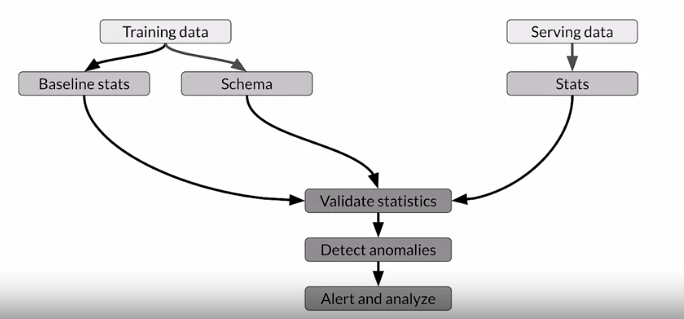 Training data
Serving data
Baseline stats
Schema
Stats
Validate statistics
Detect anomalies
Alert and analyze